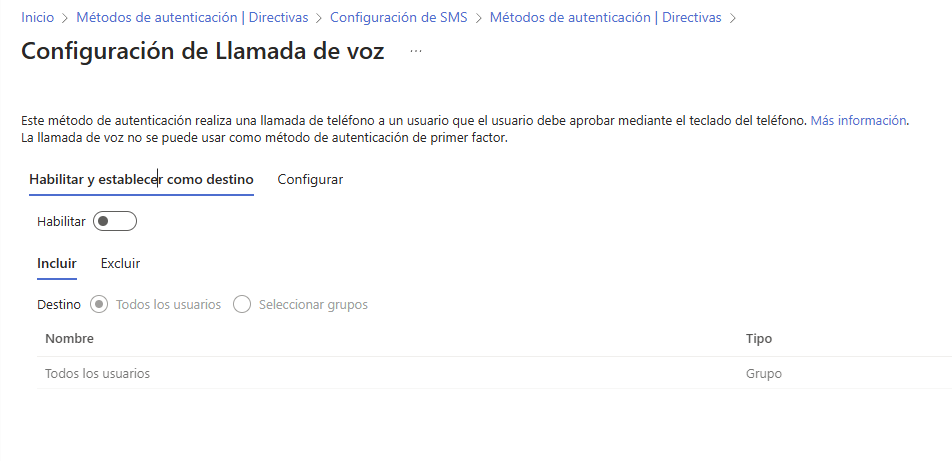 Inicio > Métodos de autenticación | Directivas > Configuración de SMS > Métodos de autenticación | Directivas >
Configuración de Llamada de voz ...
Este método de autenticación realiza una llamada de teléfono a un usuario que el usuario debe aprobar mediante el teclado del teléfono. Más información.
La llamada de voz no se puede usar como método de autenticación de primer factor.
Habilitar y establecer como destino Configurar
Habilitar
Incluir Excluir
Destino Todos los usuarios Seleccionar grupos
Nombre Tipo
Todos los usuarios Grupo